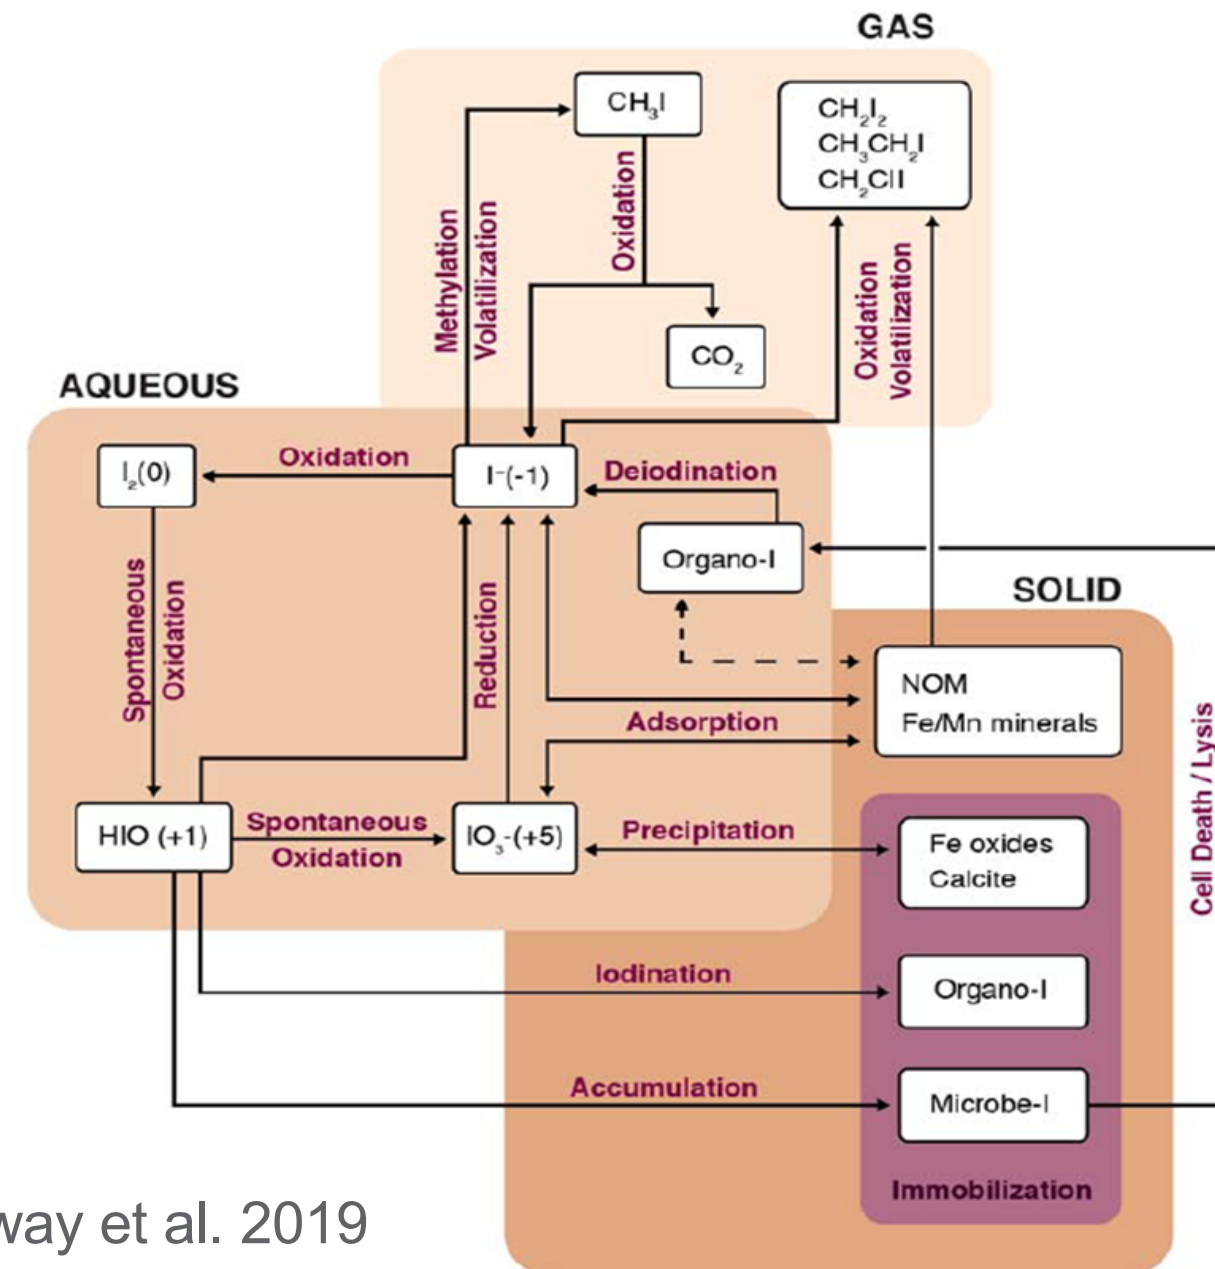 GAS
CH₃I
CH₂I₂
CH₃CH₂I
CH₂ClI
Methylation
Volatilization
Oxidation
Oxidation
Volatilization
CO₂
AQUEOUS
I₂(0)
Oxidation
I⁻(-1)
Deiodination
Organo-I
SOLID
Spontaneous
Oxidation
Reduction
NOM
Fe/Mn minerals
Adsorption
HIO (+1)
Spontaneous
Oxidation
IO₃-(+5)
Precipitation
Fe oxides
Calcite
Cell Death / Lysis
Iodination
Organo-I
Accumulation
Microbe-I
Immobilization
way et al. 2019